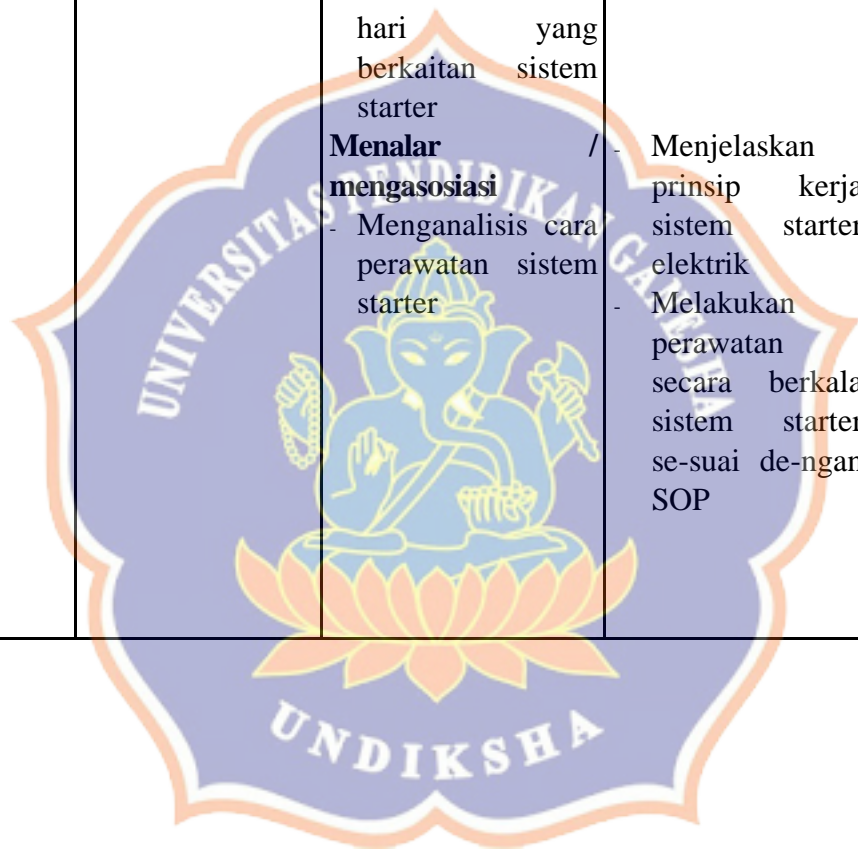 hari yang
berkaitan sistem
starter
Menalar /
mengasosiasi
- Menganalisis cara
perawatan sistem
starter
- Menjelaskan
prinsip kerja
sistem starter
elektrik
- Melakukan
perawatan
secara berkala
sistem starter
se-suai de-ngan
SOP
UNIVERSITAS PENDIDIKAN GANESHA
UNDIKSHA